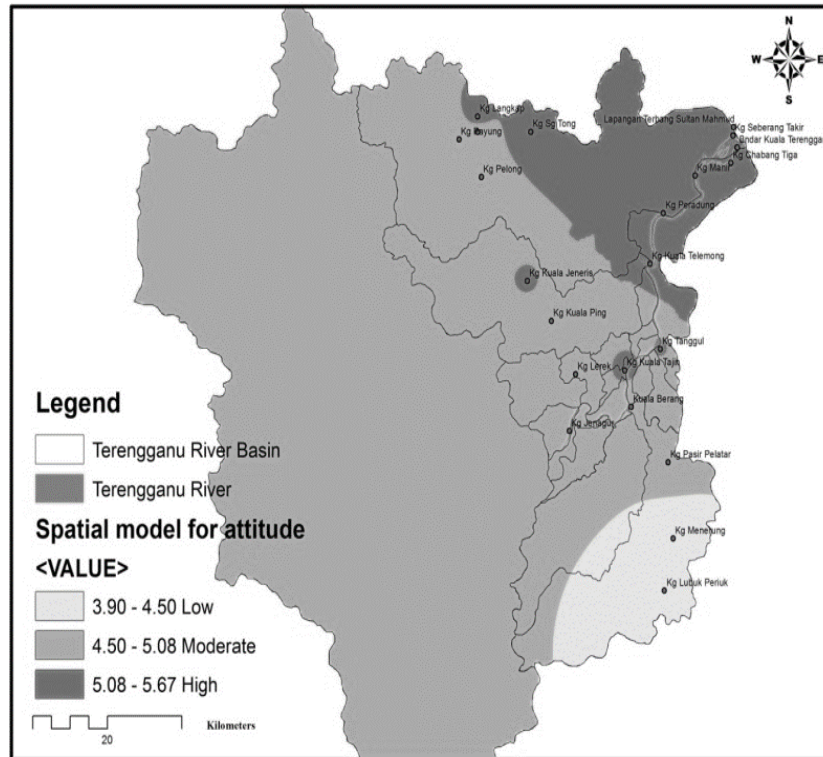 N
W E
S
Kg Langkap
Kg Sg Tong
Lapangan Terbang Sultan Mahmud
Kg Seberang Takir
Kg Chabang Tiga
Kg Pelong
Kg Manir
Kg Peradung
Kg Kuala Telemong
Kg Kuala Jeneris
Kg Kuala Ping
Kg Tanggul
Kg Kuala Tajin
Kg Lerek
Kuala Berang
Kg Jenagur
Kg Pasir Pelatar
Kg Menerung
Kg Lubuk Periuk
Legend
Terengganu River Basin
Terengganu River
Spatial model for attitude
<VALUE>
3.90 - 4.50 Low
4.50 - 5.08 Moderate
5.08 - 5.67 High
Kilometers
20